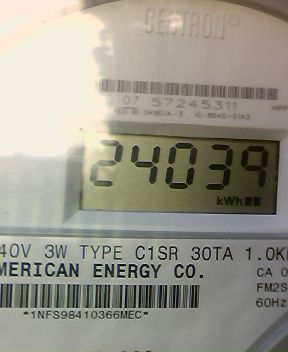 CENTRON®
07 57245311
24039
kWh
40V 3W TYPE C1SR 30TA 1.0K
MERICAN ENERGY CO.
CA 0
FM2S
60Hz
*1NFS98410366MEC*